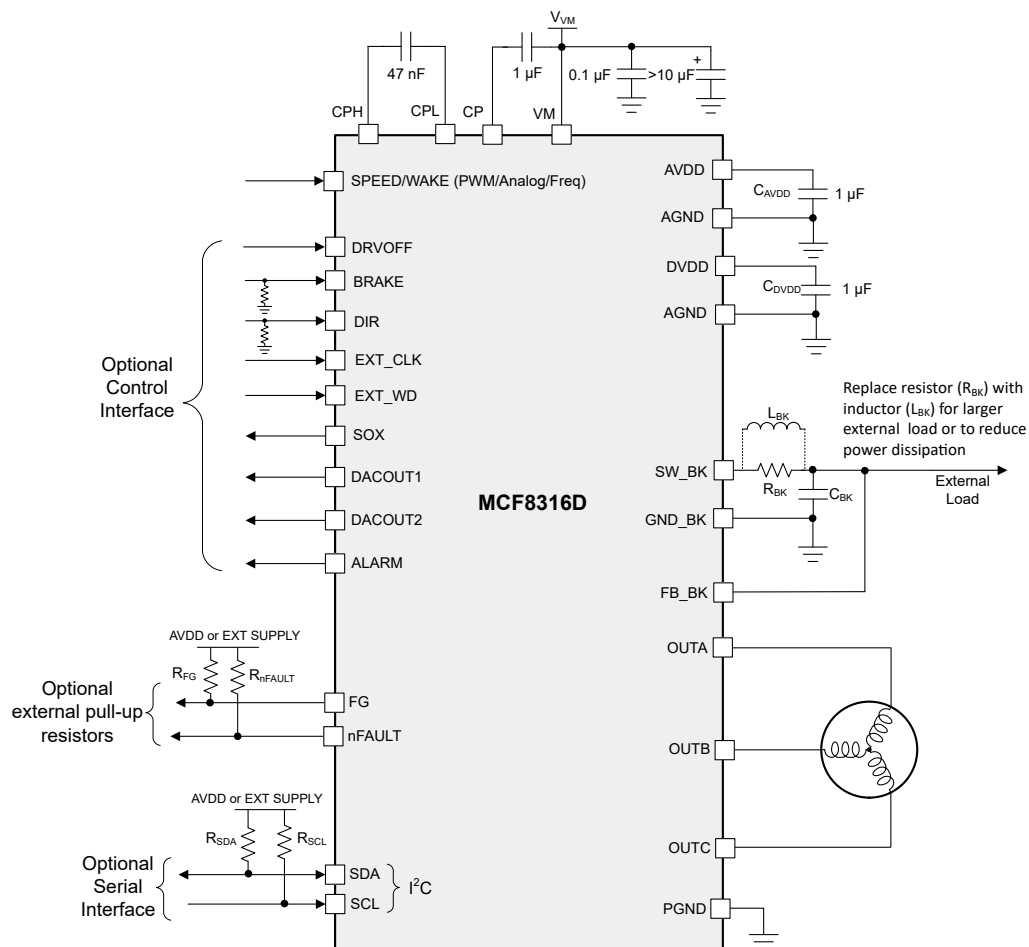 V_VM
47 nF
1 µF
0.1 µF
>10 µF
+
CPH
CPL
CP
VM
SPEED/WAKE (PWM/Analog/Freq)
DRVOFF
BRAKE
DIR
EXT_CLK
EXT_WD
SOX
DACOUT1
DACOUT2
ALARM
Optional
Control
Interface
AVDD or EXT SUPPLY
R_FG
R_nFAULT
FG
nFAULT
Optional
external pull-up
resistors
AVDD or EXT SUPPLY
R_SDA
R_SCL
SDA
SCL
I²C
Optional
Serial
Interface
MCF8316D
AVDD
C_AVDD
1 µF
AGND
DVDD
C_DVDD
1 µF
AGND
Replace resistor (R_BK) with
inductor (L_BK) for larger
external load or to reduce
power dissipation
L_BK
SW_BK
R_BK
C_BK
External
Load
GND_BK
FB_BK
OUTA
OUTB
OUTC
PGND